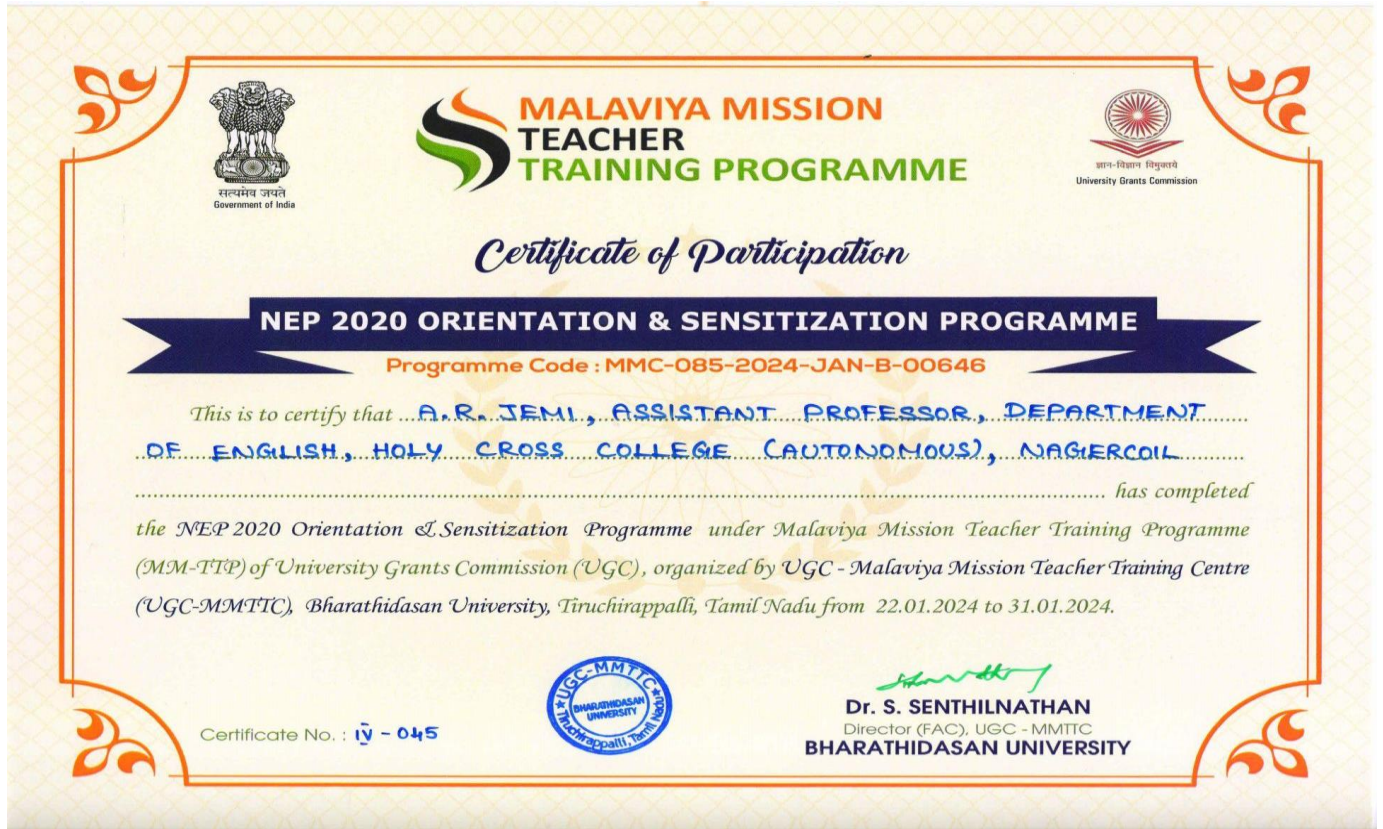 सत्यमेव जयते
Government of India
MALAVIYA MISSION
TEACHER
TRAINING PROGRAMME
ज्ञान-विज्ञान विमुक्तये
University Grants Commission
Certificate of Participation
NEP 2020 ORIENTATION & SENSITIZATION PROGRAMME
Programme Code : MMC-085-2024-JAN-B-00646
This is to certify that A.R. JEMI, ASSISTANT PROFESSOR, DEPARTMENT
OF ENGLISH, HOLY CROSS COLLEGE (AUTONOMOUS), NAGERCOIL
has completed
the NEP 2020 Orientation & Sensitization Programme under Malaviya Mission Teacher Training Programme
(MM-TTP) of University Grants Commission (UGC), organized by UGC - Malaviya Mission Teacher Training Centre
(UGC-MMTTC), Bharathidasan University, Tiruchirappalli, Tamil Nadu from 22.01.2024 to 31.01.2024.
Certificate No. : IV - 045
UGC-MMTTC
BHARATHIDASAN
UNIVERSITY
Tiruchirappalli, Tamil Nadu
Dr. S. SENTHILNATHAN
Director (FAC), UGC - MMTTC
BHARATHIDASAN UNIVERSITY